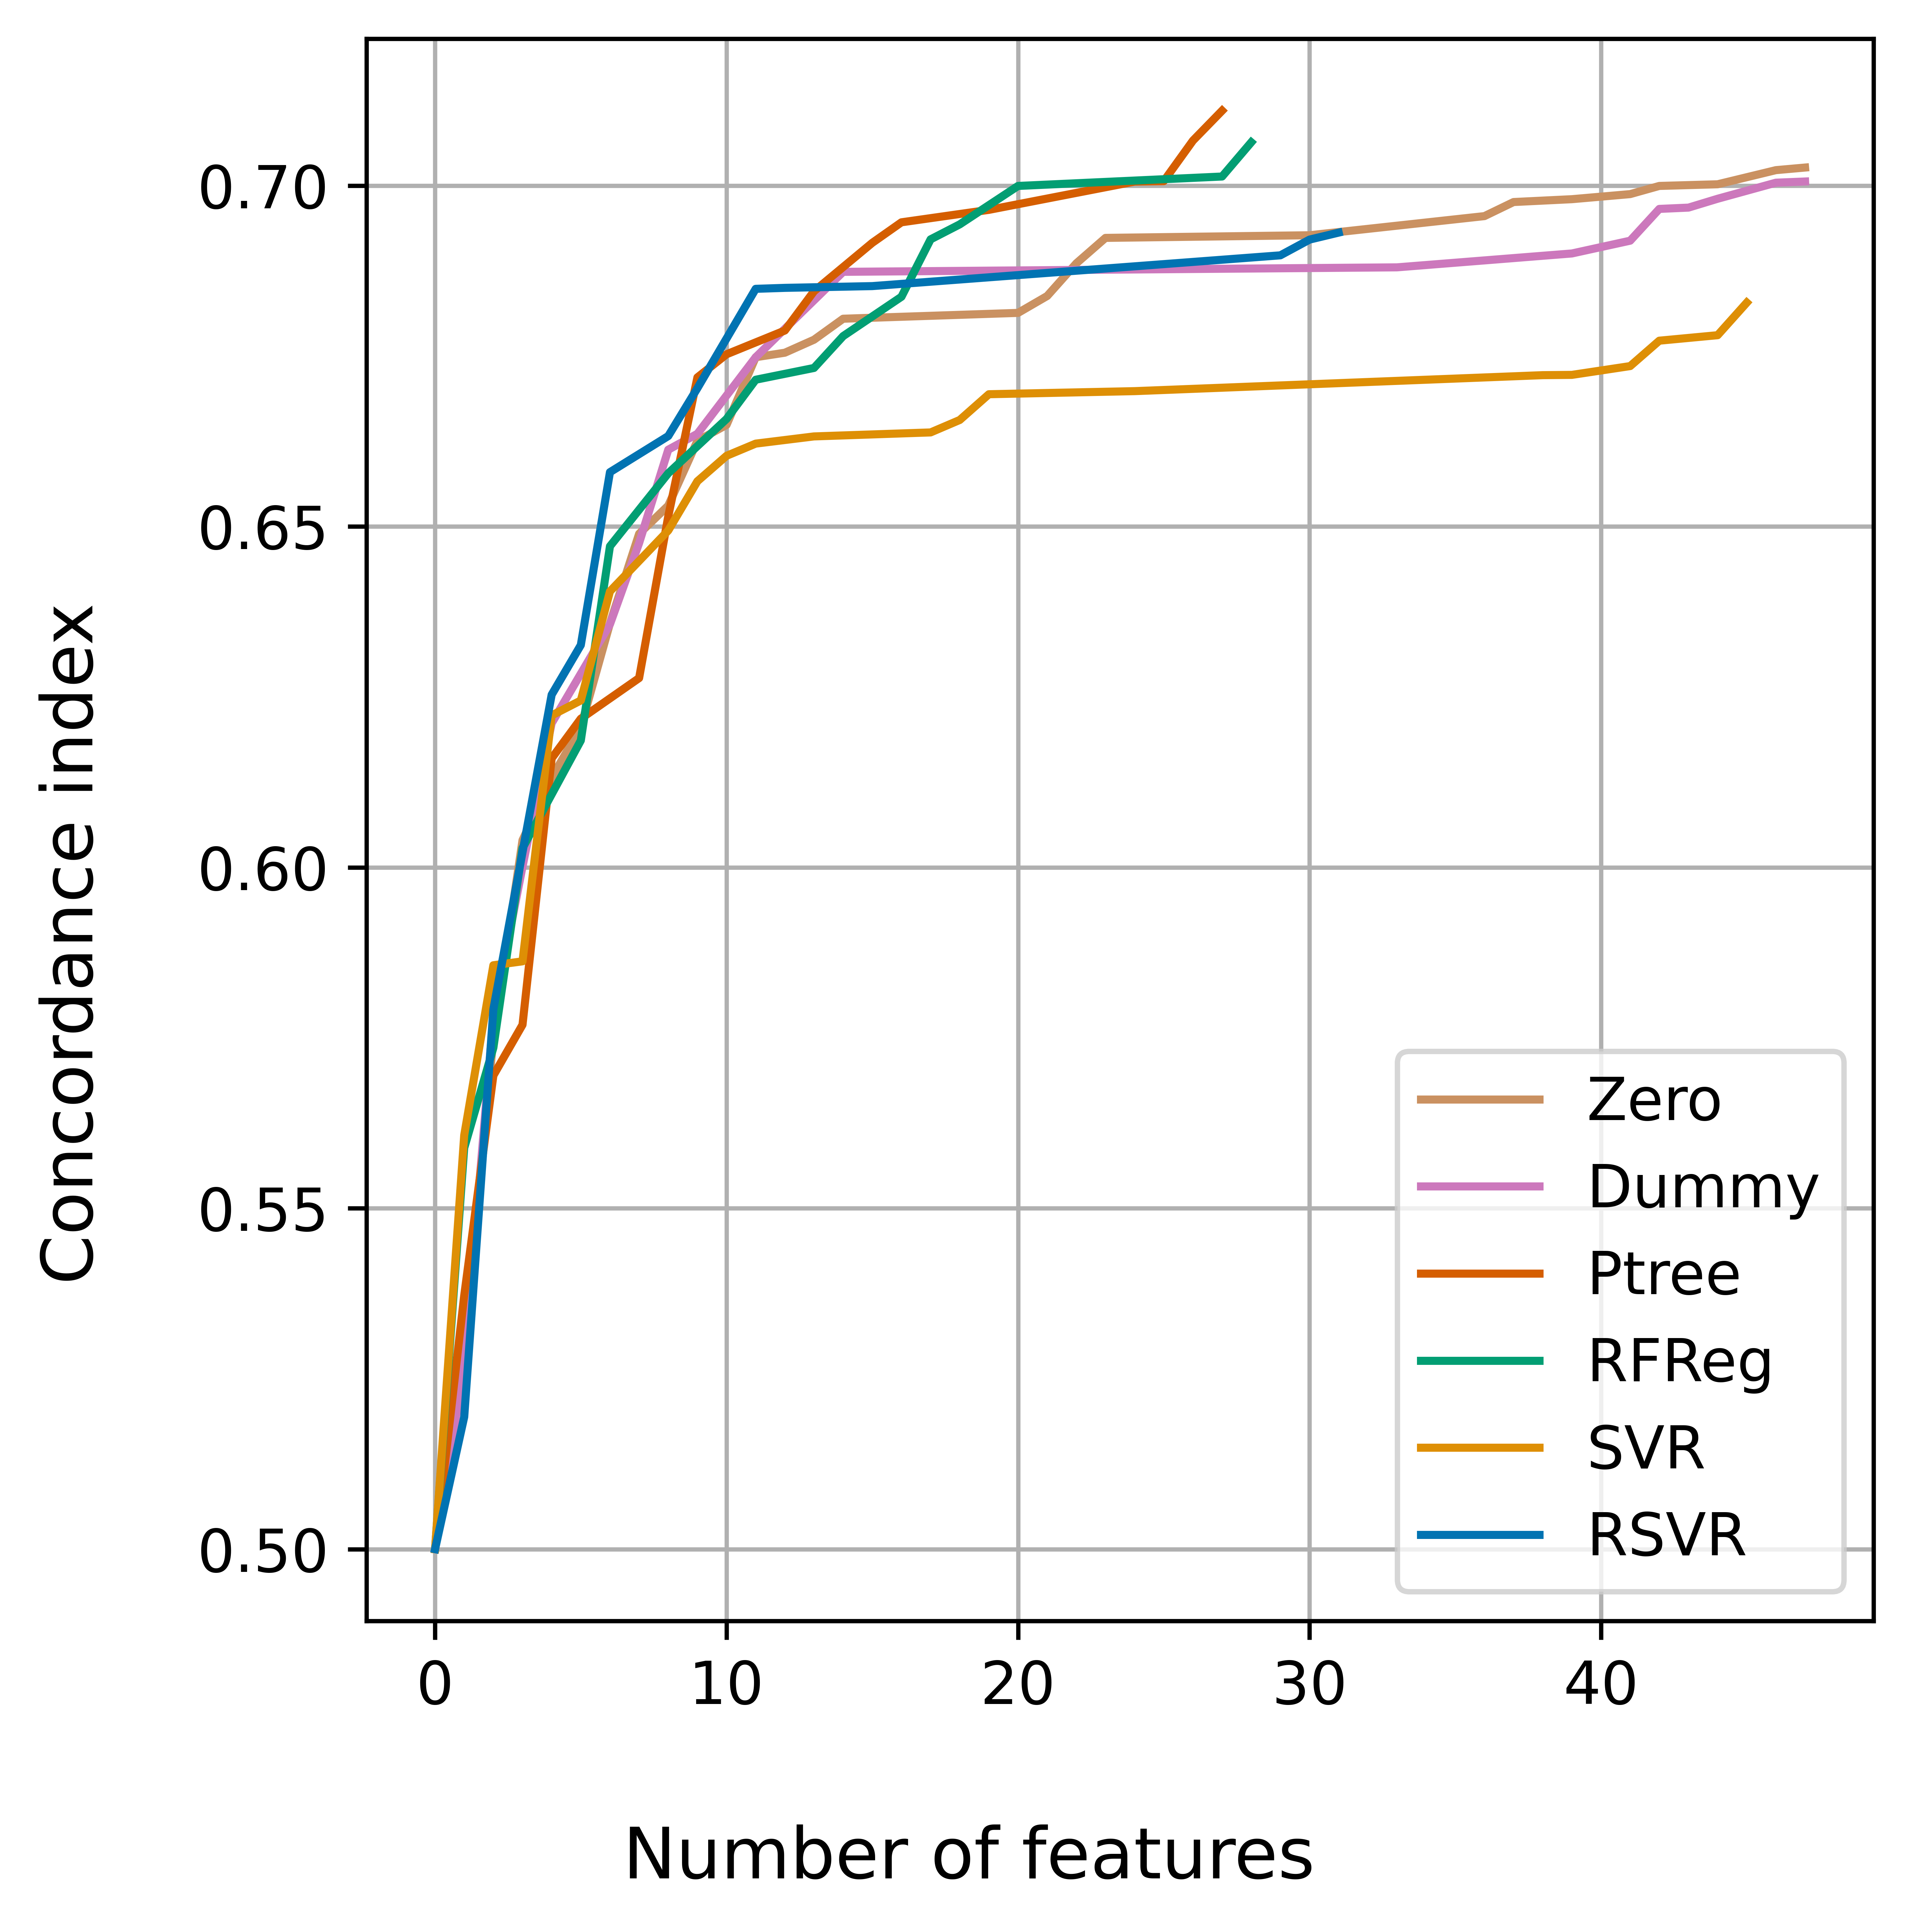 Concordance index
0.70
0.65
0.60
0.55
0.50
0 10 20 30 40
Number of features
Zero
Dummy
Ptree
RFReg
SVR
RSVR